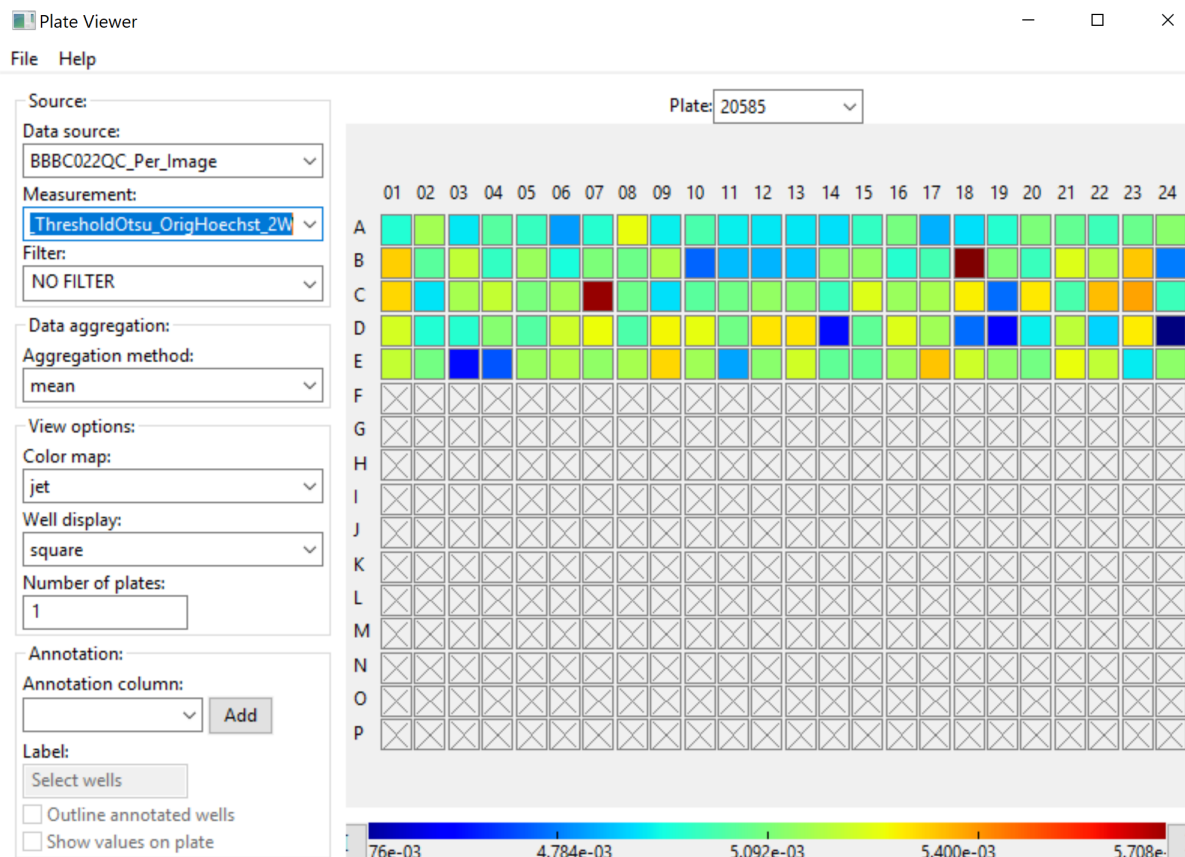 Plate Viewer
File Help
Source:
Data source:
BBBC022QC_Per_Image
Measurement:
_ThresholdOtsu_OrigHoechst_2W
Filter:
NO FILTER
Data aggregation:
Aggregation method:
mean
View options:
Color map:
jet
Well display:
square
Number of plates:
1
Annotation:
Annotation column:
Add
Label:
Select wells
Outline annotated wells
Show values on plate
Plate: 20585
01 02 03 04 05 06 07 08 09 10 11 12 13 14 15 16 17 18 19 20 21 22 23 24
A
B
C
D
E
F
G
H
I
J
K
L
M
N
O
P
76e-03 4.784e-03 5.092e-03 5.400e-03 5.708e-